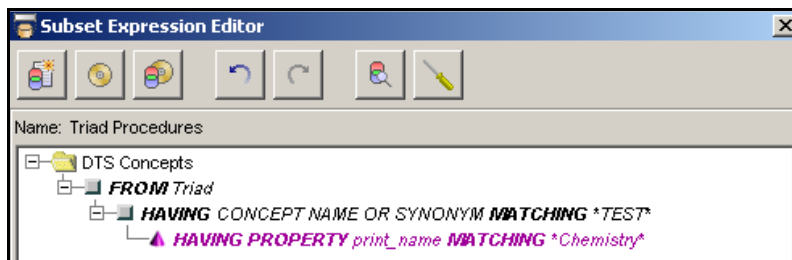 Subset Expression Editor
Name: Triad Procedures
DTS Concepts
FROM Triad
HAVING CONCEPT NAME OR SYNONYM MATCHING *TEST*
HAVING PROPERTY print_name MATCHING *Chemistry*